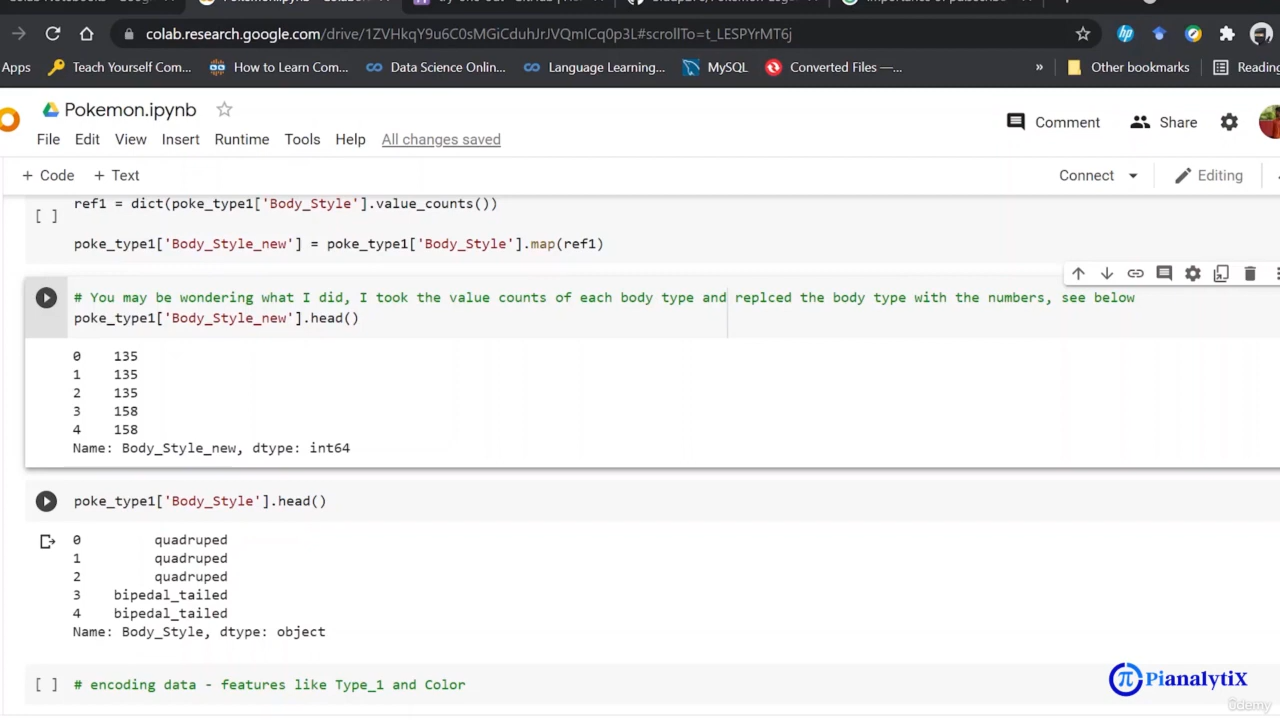 colab.research.google.com/drive/1ZVHkqY9u6C0sMGiCduhJrJVQmICq0p3L#scrollTo=t_LESPYrMT6j
Apps Teach Yourself Com... How to Learn Com... Data Science Onlin... Language Learning... MySQL Converted Files —... » Other bookmarks Reading
Pokemon.ipynb
Comment Share
File Edit View Insert Runtime Tools Help All changes saved
+ Code + Text Connect Editing
ref1 = dict(poke_type1['Body_Style'].value_counts())
[ ]
poke_type1['Body_Style_new'] = poke_type1['Body_Style'].map(ref1)
# You may be wondering what I did, I took the value counts of each body type and replced the body type with the numbers, see below
poke_type1['Body_Style_new'].head()
0 135
1 135
2 135
3 158
4 158
Name: Body_Style_new, dtype: int64
poke_type1['Body_Style'].head()
0 quadruped
1 quadruped
2 quadruped
3 bipedal_tailed
4 bipedal_tailed
Name: Body_Style, dtype: object
[ ] # encoding data - features like Type_1 and Color
PianalytiX
ûdemy